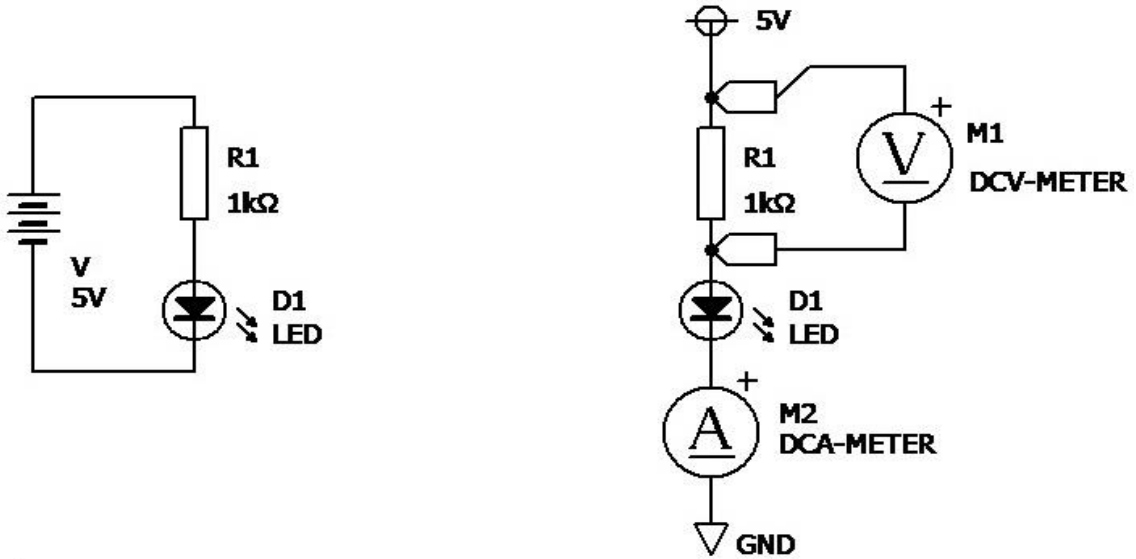 R1
1kΩ
V
5V
D1
LED
5V
R1
1kΩ
+
V
M1
DCV-METER
D1
LED
+
A
M2
DCA-METER
GND